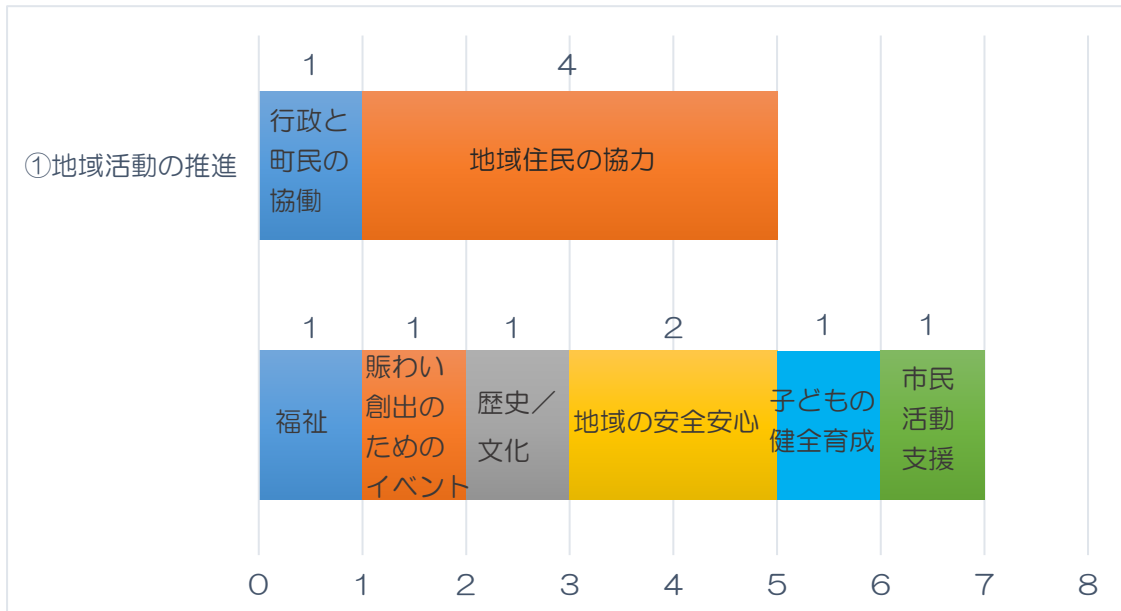 1 4
①地域活動の推進
行政と
町民の
協働
地域住民の協力
1 1 1 2 1 1
福祉
賑わい
創出の
ための
イベント
歴史／
文化
地域の安全安心
子どもの
健全育成
市民
活動
支援
0 1 2 3 4 5 6 7 8